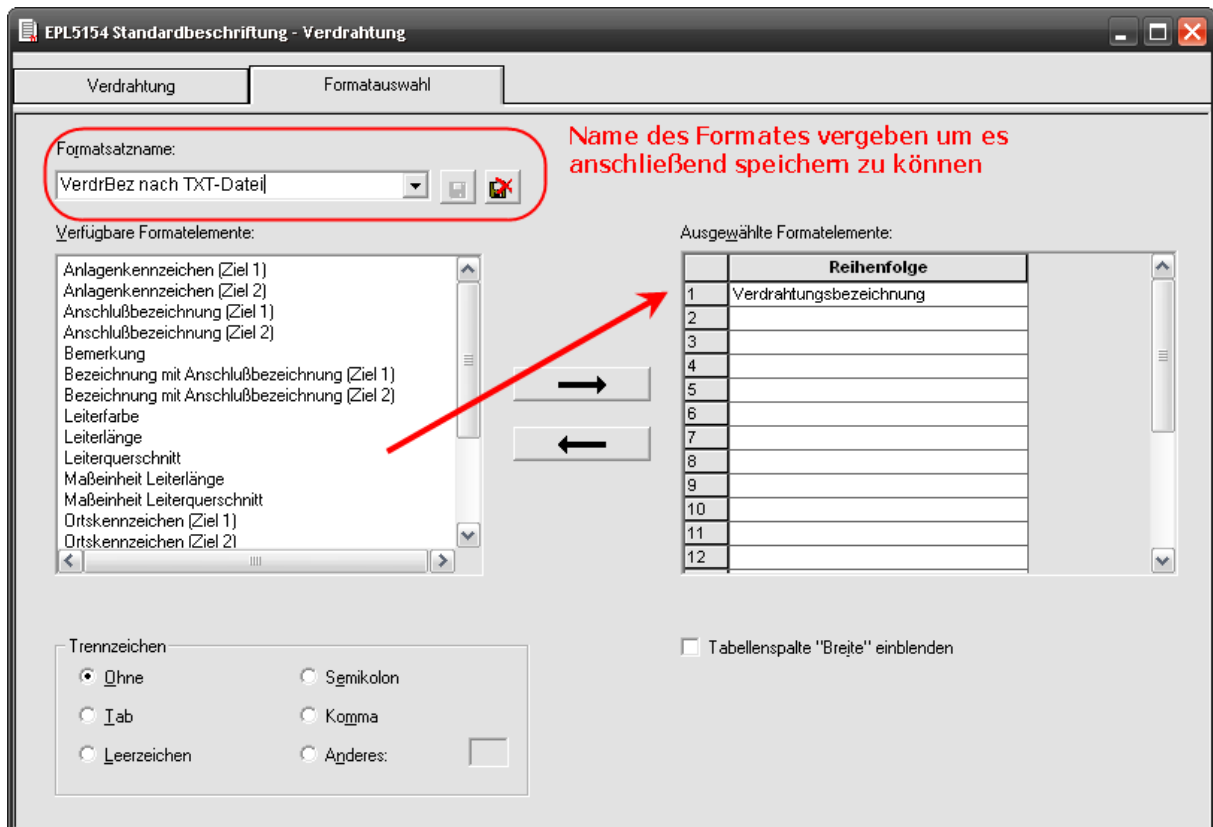 EPL5154 Standardbeschriftung - Verdrahtung
Verdrahtung
Formatauswahl
Name des Formates vergeben um es
anschließend speichern zu können
Formatsatzname:
VerdrBez nach TXT-Datei
Verfügbare Formatelemente:
Anlagenkennzeichen (Ziel 1)
Anlagenkennzeichen (Ziel 2)
Anschlußbezeichnung (Ziel 1)
Anschlußbezeichnung (Ziel 2)
Bemerkung
Bezeichnung mit Anschlußbezeichnung (Ziel 1)
Bezeichnung mit Anschlußbezeichnung (Ziel 2)
Leiterfarbe
Leiterlänge
Leiterquerschnitt
Maßeinheit Leiterlänge
Maßeinheit Leiterquerschnitt
Ortskennzeichen (Ziel 1)
Ortskennzeichen (Ziel 2)
Ausgewählte Formatelemente:
Reihenfolge
1 Verdrahtungsbezeichnung
2
3
4
5
6
7
8
9
10
11
12
Trennzeichen
Ohne
Semikolon
Tab
Komma
Leerzeichen
Anderes:
Tabellenspalte "Breite" einblenden